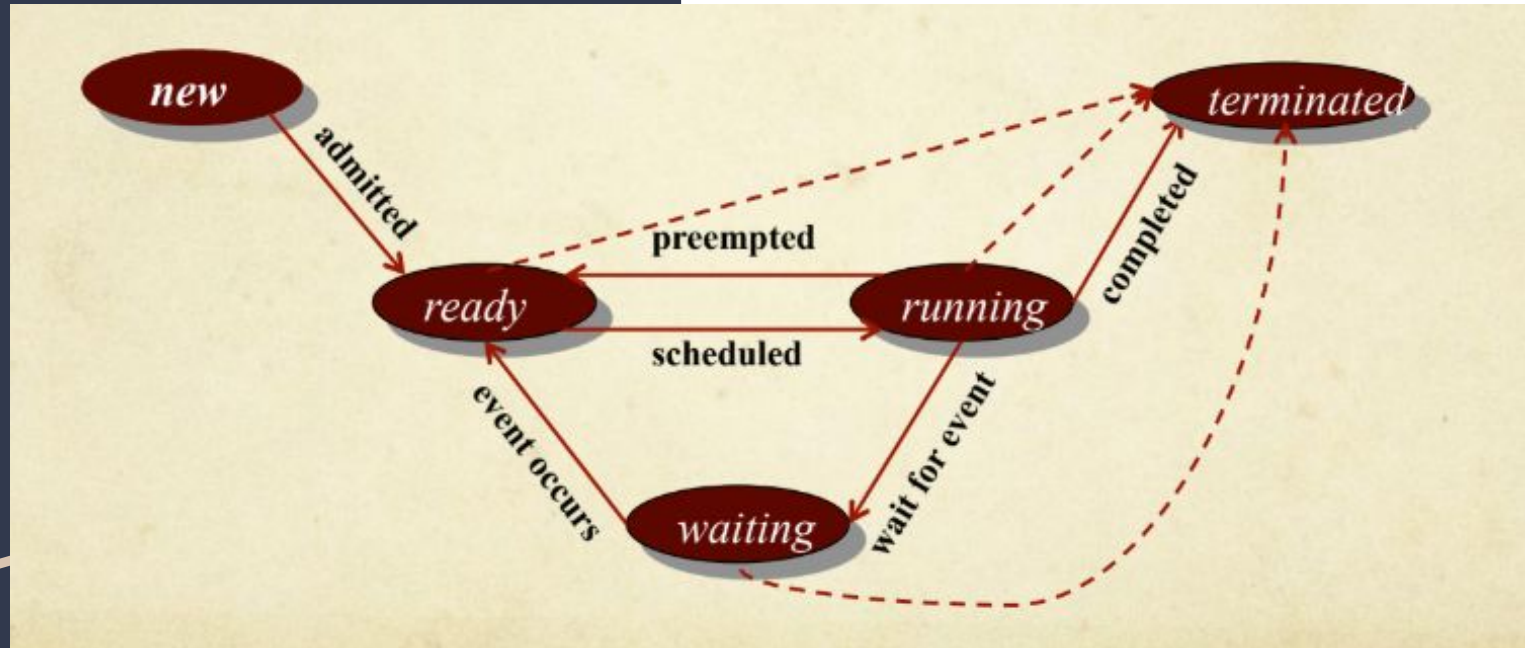 new
terminated
admitted
preempted
completed
ready
running
scheduled
event occurs
wait for event
waiting